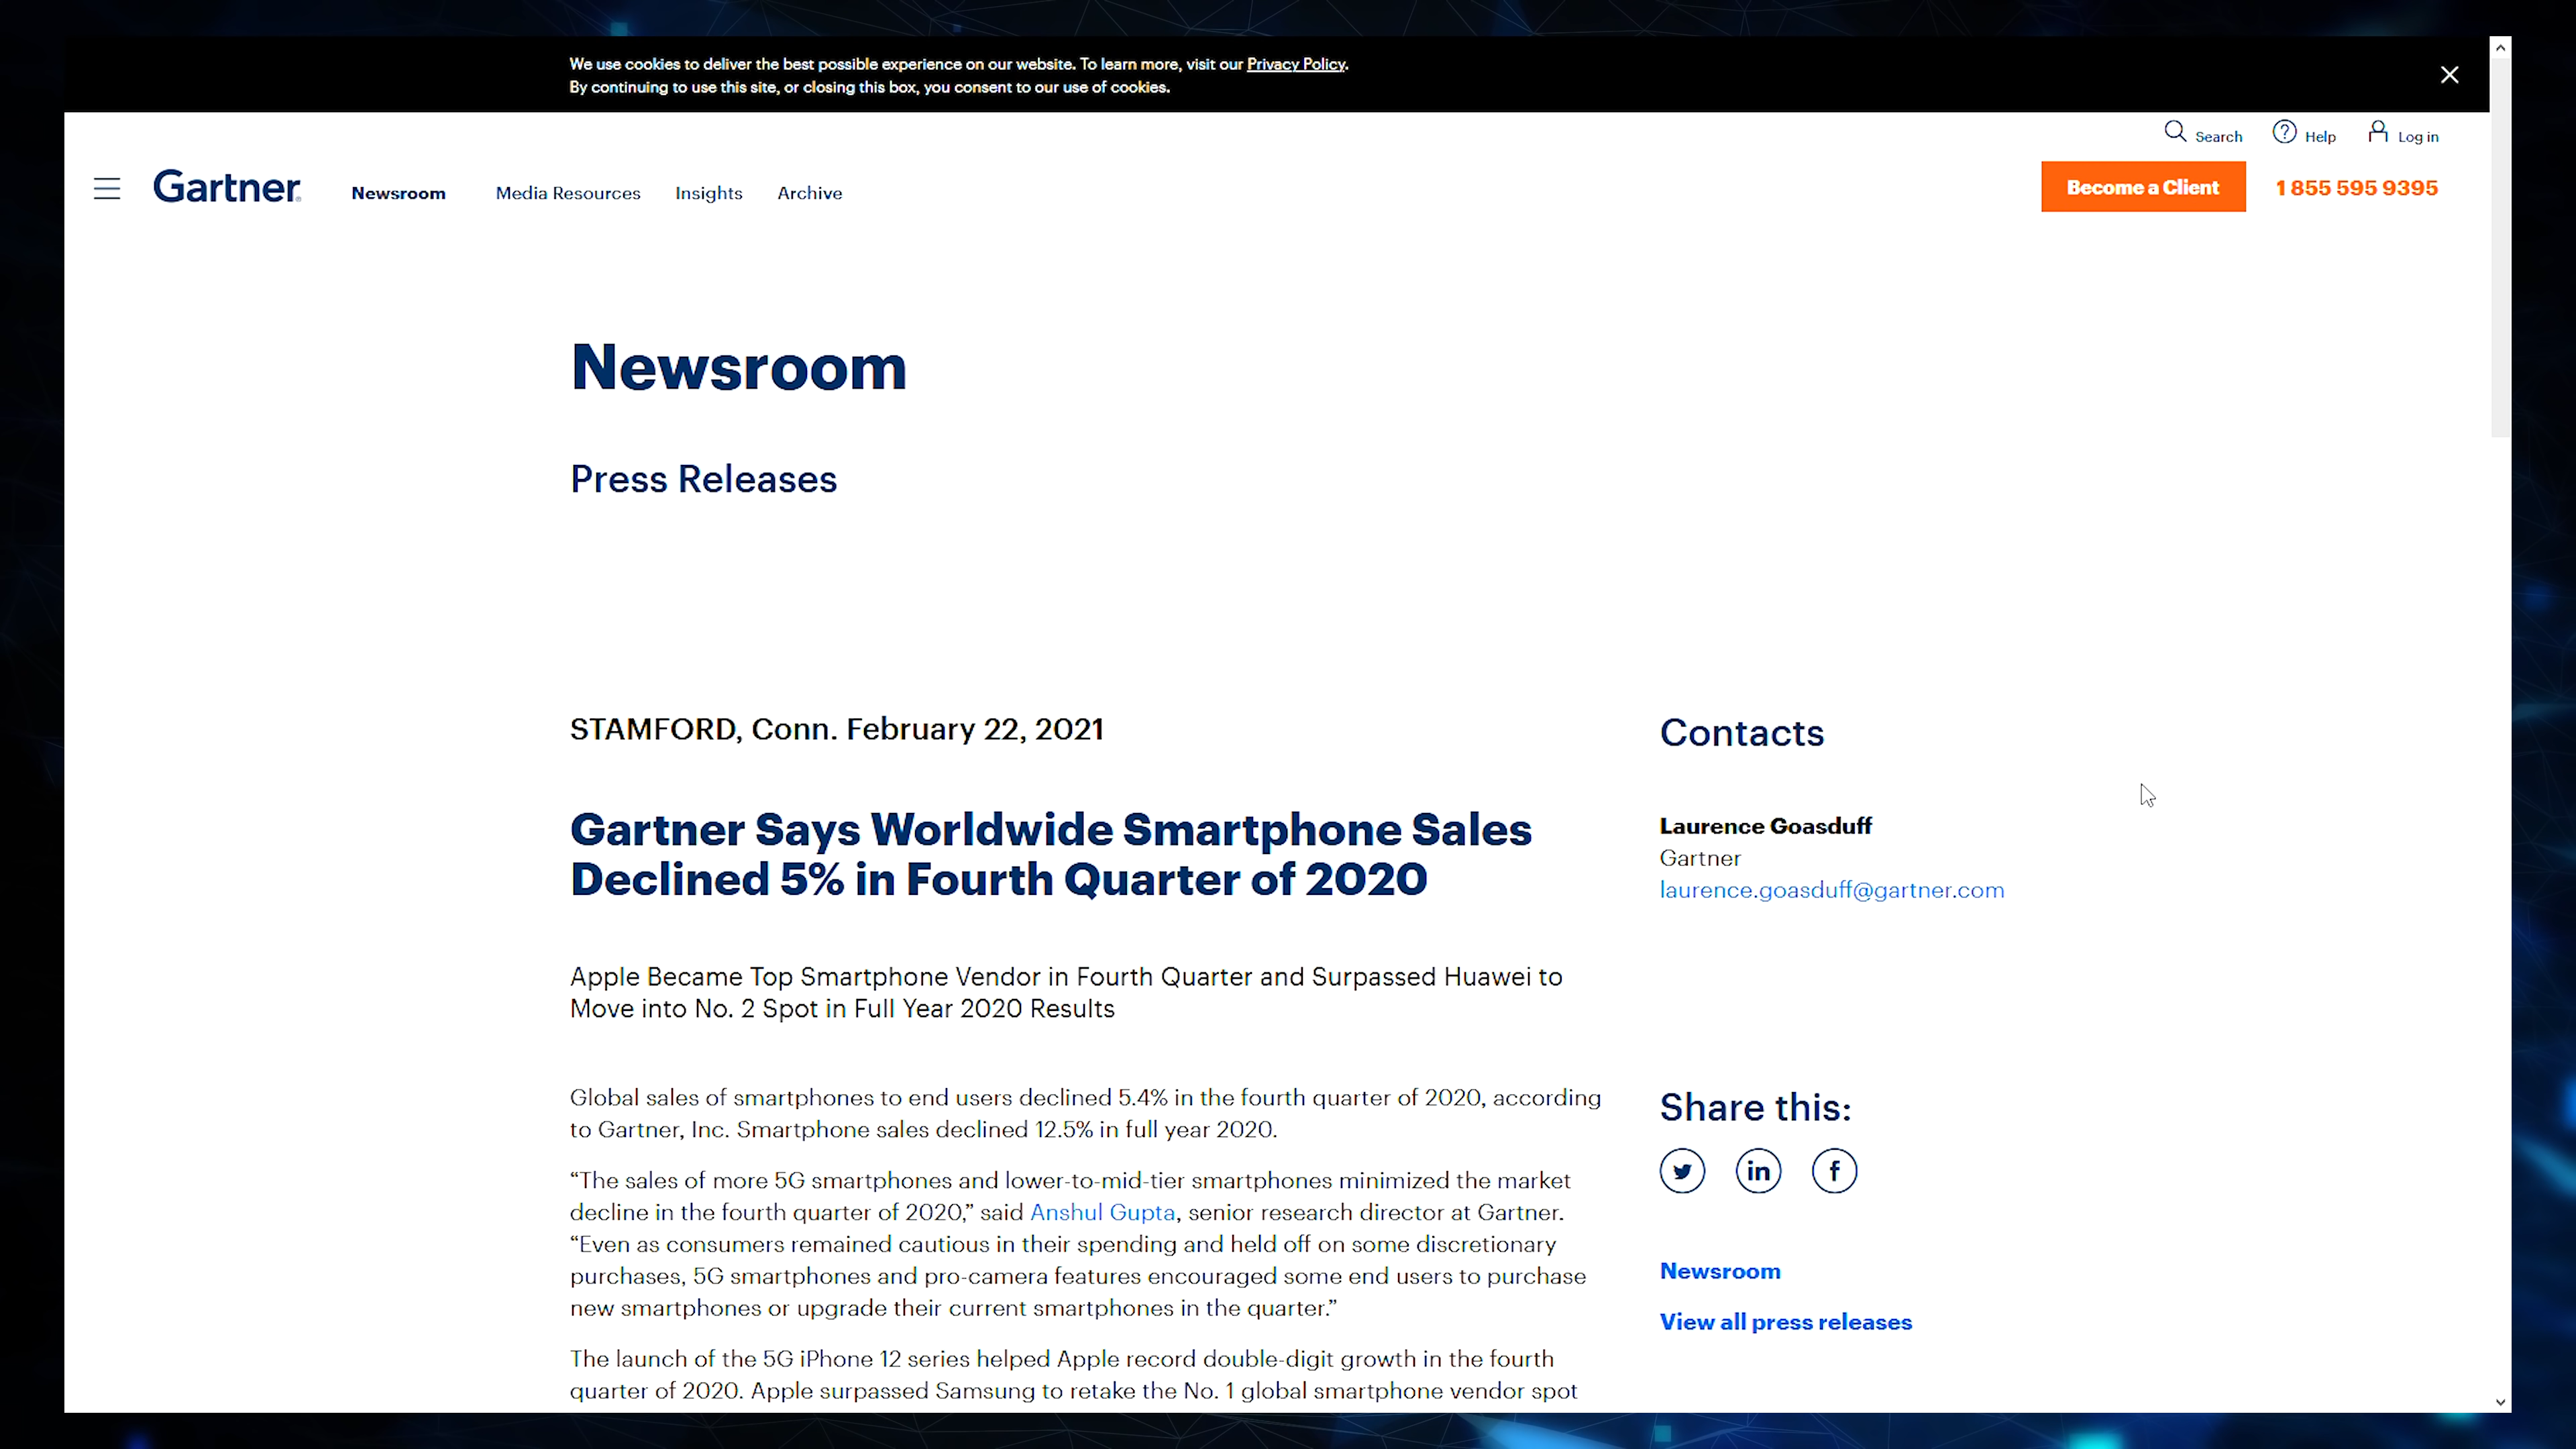 We use cookies to deliver the best possible experience on our website. To learn more, visit our Privacy Policy.
By continuing to use this site, or closing this box, you consent to our use of cookies.
Search
Help
Log in
Gartner
Newsroom
Media Resources
Insights
Archive
Become a Client
1 855 595 9395
Newsroom
Press Releases
STAMFORD, Conn. February 22, 2021
Gartner Says Worldwide Smartphone Sales
Declined 5% in Fourth Quarter of 2020
Apple Became Top Smartphone Vendor in Fourth Quarter and Surpassed Huawei to
Move into No. 2 Spot in Full Year 2020 Results
Global sales of smartphones to end users declined 5.4% in the fourth quarter of 2020, according
to Gartner, Inc. Smartphone sales declined 12.5% in full year 2020.
“The sales of more 5G smartphones and lower-to-mid-tier smartphones minimized the market
decline in the fourth quarter of 2020,” said Anshul Gupta, senior research director at Gartner.
“Even as consumers remained cautious in their spending and held off on some discretionary
purchases, 5G smartphones and pro-camera features encouraged some end users to purchase
new smartphones or upgrade their current smartphones in the quarter.”
The launch of the 5G iPhone 12 series helped Apple record double-digit growth in the fourth
quarter of 2020. Apple surpassed Samsung to retake the No. 1 global smartphone vendor spot
Contacts
Laurence Goasduff
Gartner
laurence.goasduff@gartner.com
Share this:
Newsroom
View all press releases